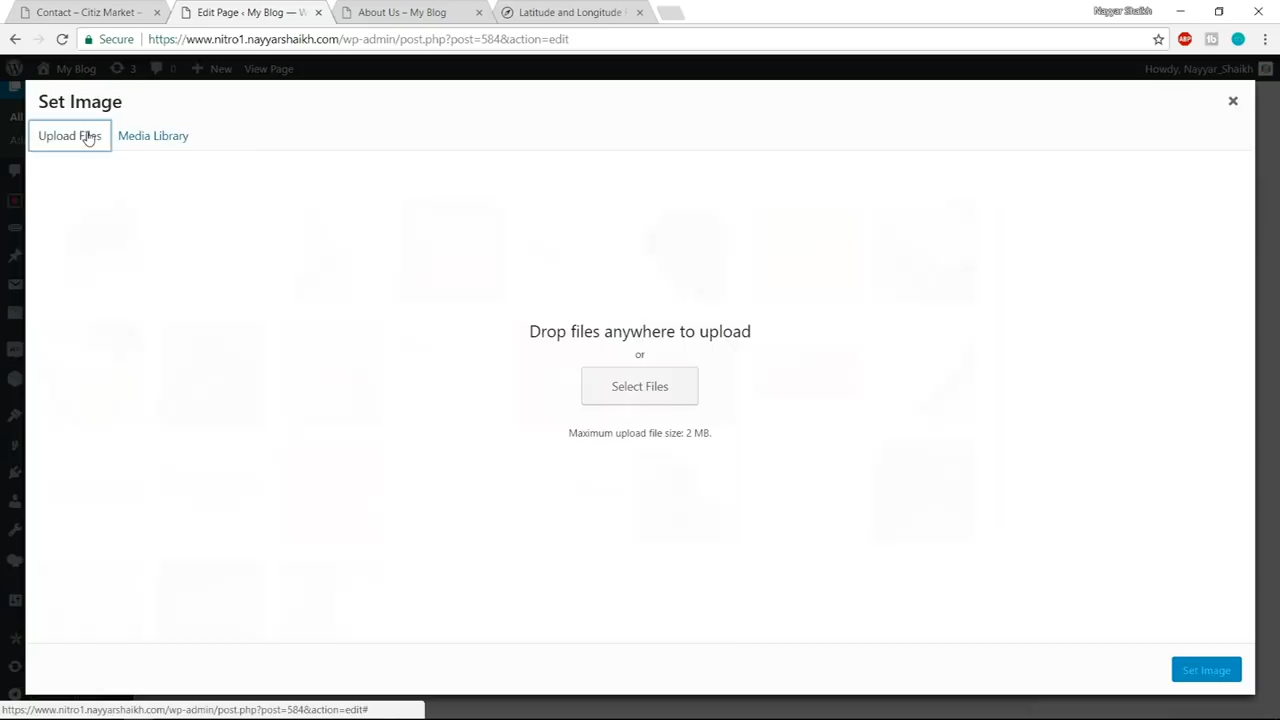 Contact – Citiz Market –
Edit Page ‹ My Blog — W
About Us – My Blog
Latitude and Longitude
Nayyar Shaikh
Secure
https://www.nitro1.nayyarshaikh.com/wp-admin/post.php?post=584&action=edit
My Blog
3
New
View Page
Howdy, Nayyar_Shaikh
Set Image
Upload Files
Media Library
Drop files anywhere to upload
or
Select Files
Maximum upload file size: 2 MB.
Set Image
https://www.nitro1.nayyarshaikh.com/wp-admin/post.php?post=584&action=edit#